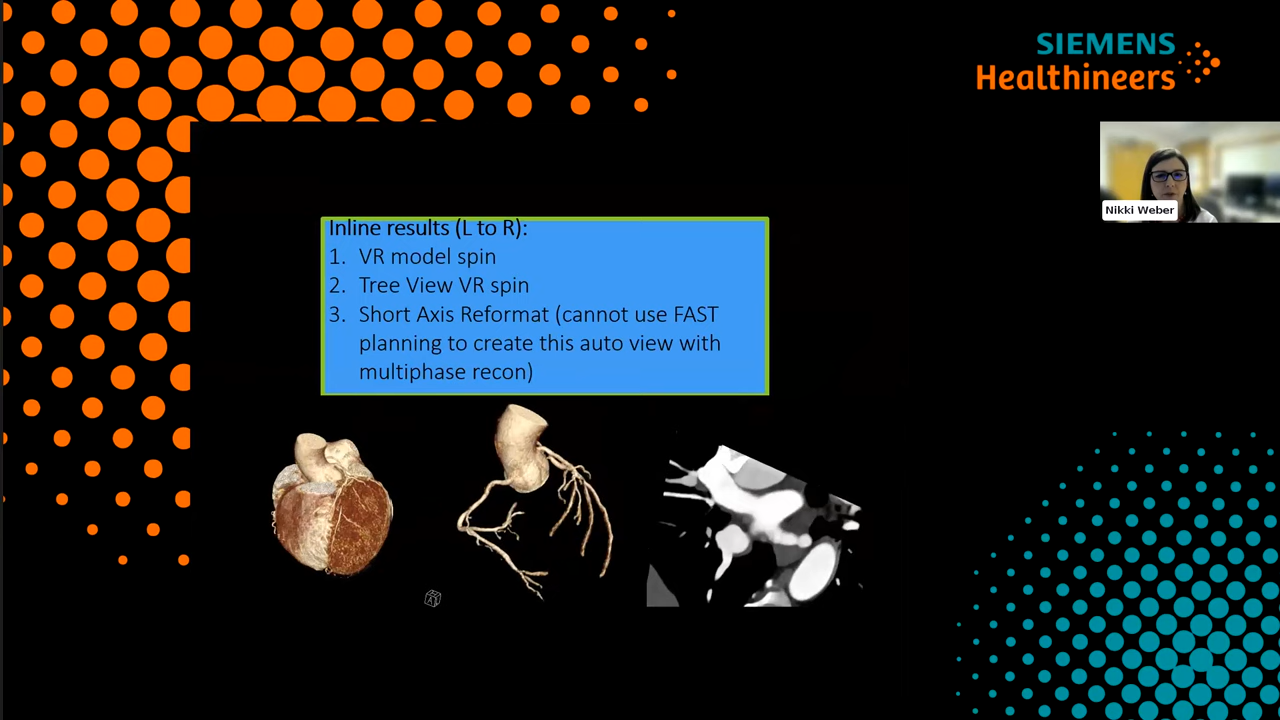 SIEMENS
Healthineers
Nikki Weber
Inline results (L to R):
1. VR model spin
2. Tree View VR spin
3. Short Axis Reformat (cannot use FAST
planning to create this auto view with
multiphase recon)